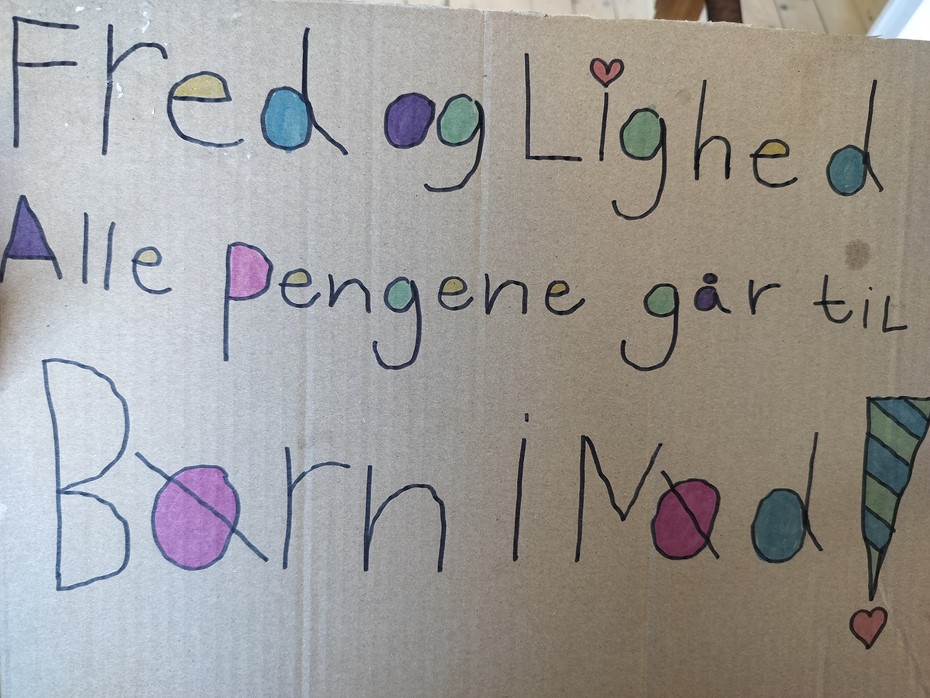 Fred og Lighed
Alle pengene går til
Børn i Nød!